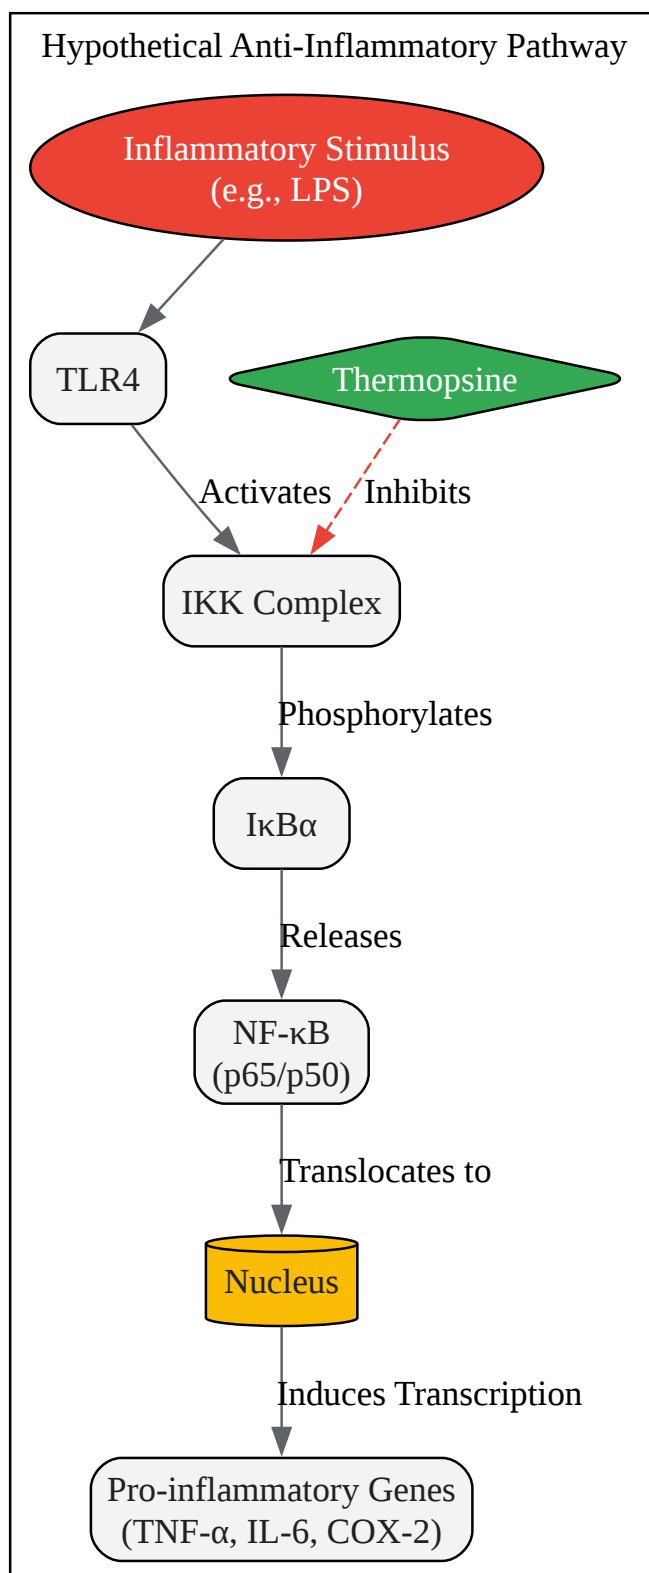 Hypothetical Anti-Inflammatory Pathway
Inflammatory Stimulus
(e.g., LPS)
TLR4
Thermopsine
Activates
Inhibits
IKK Complex
Phosphorylates
IκBα
Releases
NF-κB
(p65/p50)
Translocates to
Nucleus
Induces Transcription
Pro-inflammatory Genes
(TNF-α, IL-6, COX-2)